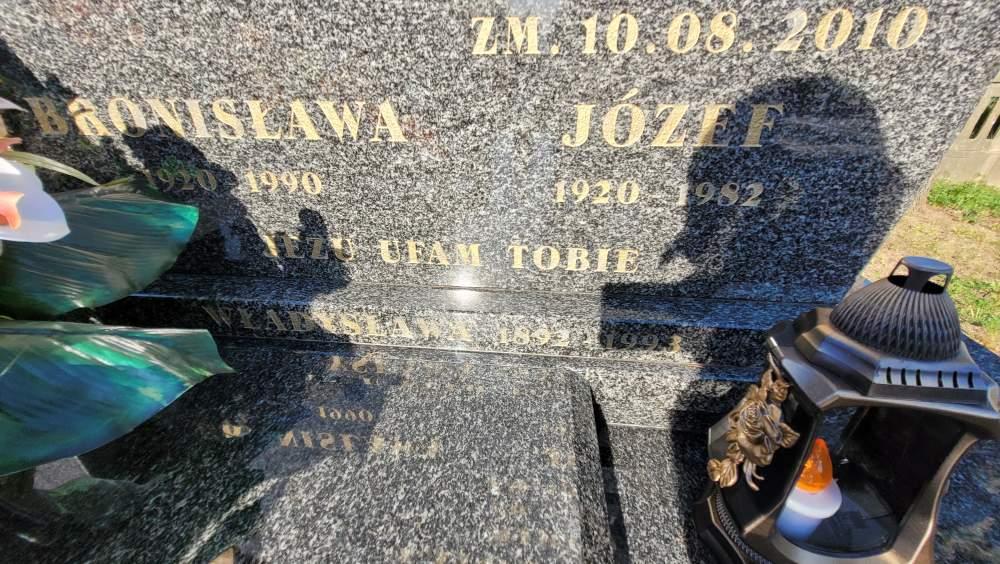 ZM. 10.08.2010
BRONISŁAWA JÓZEF
1920 - 1990 1920 - 1982
JEZU UFAM TOBIE
WŁADYSŁAWA 1892 - 1993